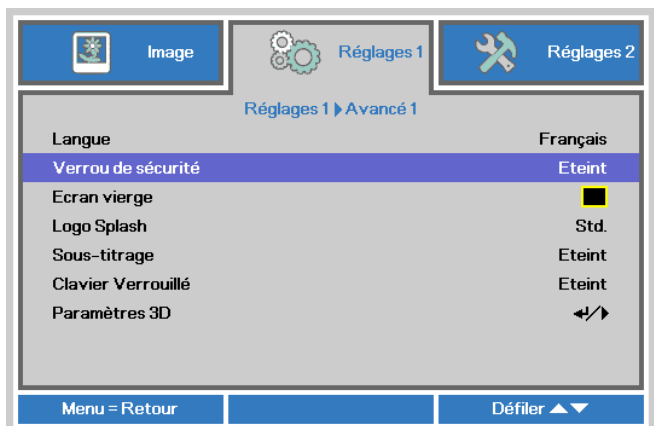 Image
Réglages 1
Réglages 2
Réglages 1 Avancé 1
Langue Français
Verrou de sécurité Eteint
Ecran vierge
Logo Splash Std.
Sous-titrage Eteint
Clavier Verrouillé Eteint
Paramètres 3D
Menu = Retour
Défiler